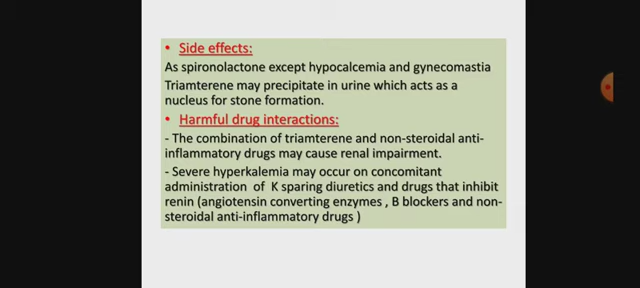 • Side effects:
As spironolactone except hypocalcemia and gynecomastia
Triamterene may precipitate in urine which acts as a
nucleus for stone formation.
• Harmful drug interactions:
- The combination of triamterene and non-steroidal anti-
inflammatory drugs may cause renal impairment.
- Severe hyperkalemia may occur on concomitant
administration of K sparing diuretics and drugs that inhibit
renin (angiotensin converting enzymes , B blockers and non-
steroidal anti-inflammatory drugs )